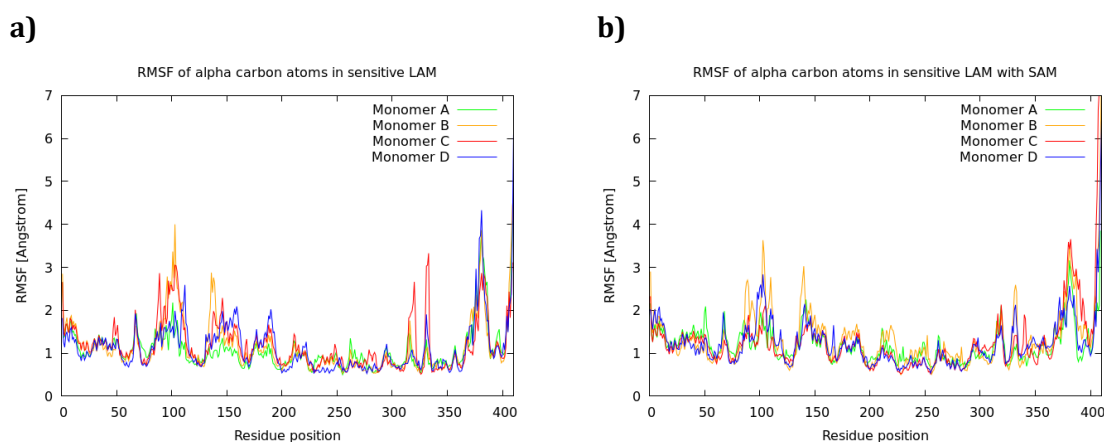 a)
RMSF of alpha carbon atoms in sensitive LAM
7
6
5
4
3
2
1
0
RMSF [Angstrom]
Monomer A
Monomer B
Monomer C
Monomer D
0 50 100 150 200 250 300 350 400
Residue position
b)
RMSF of alpha carbon atoms in sensitive LAM with SAM
7
6
5
4
3
2
1
0
RMSF [Angstrom]
Monomer A
Monomer B
Monomer C
Monomer D
0 50 100 150 200 250 300 350 400
Residue position